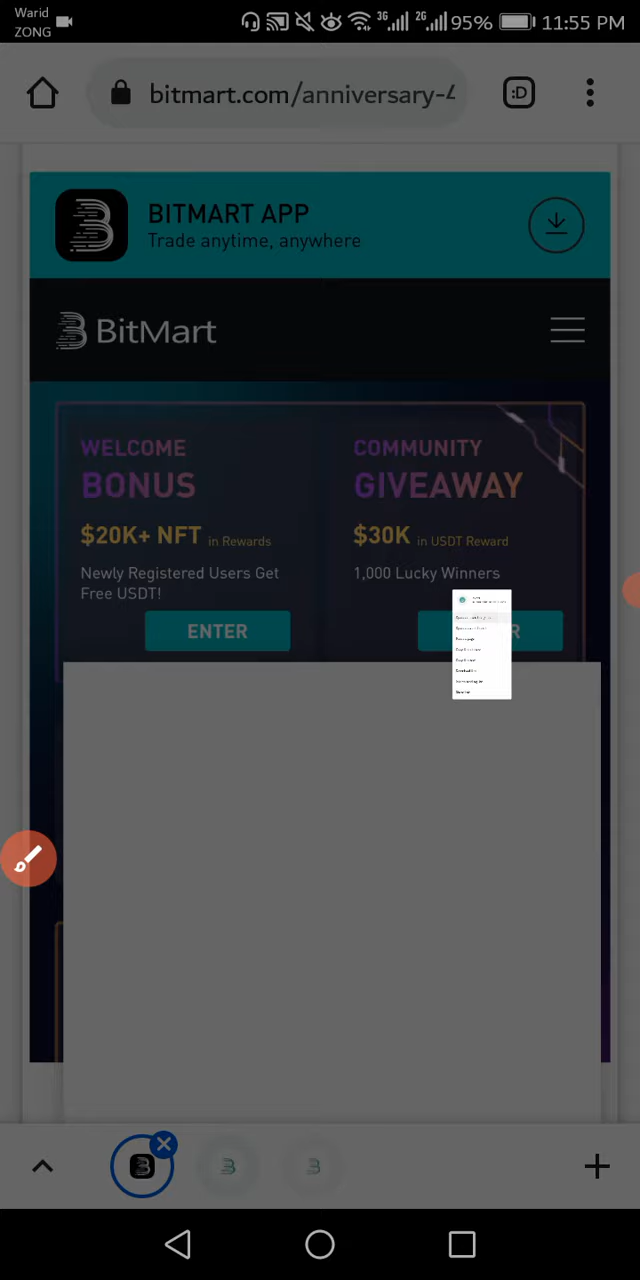 Warid
ZONG
3G
2G
95%
11:55 PM
bitmart.com/anniversary-
:D
BITMART APP
Trade anytime, anywhere
BitMart
WELCOME
BONUS
$20K+ NFT in Rewards
Newly Registered Users Get
Free USDT!
ENTER
COMMUNITY
GIVEAWAY
$30K in USDT Reward
1,000 Lucky Winners
R